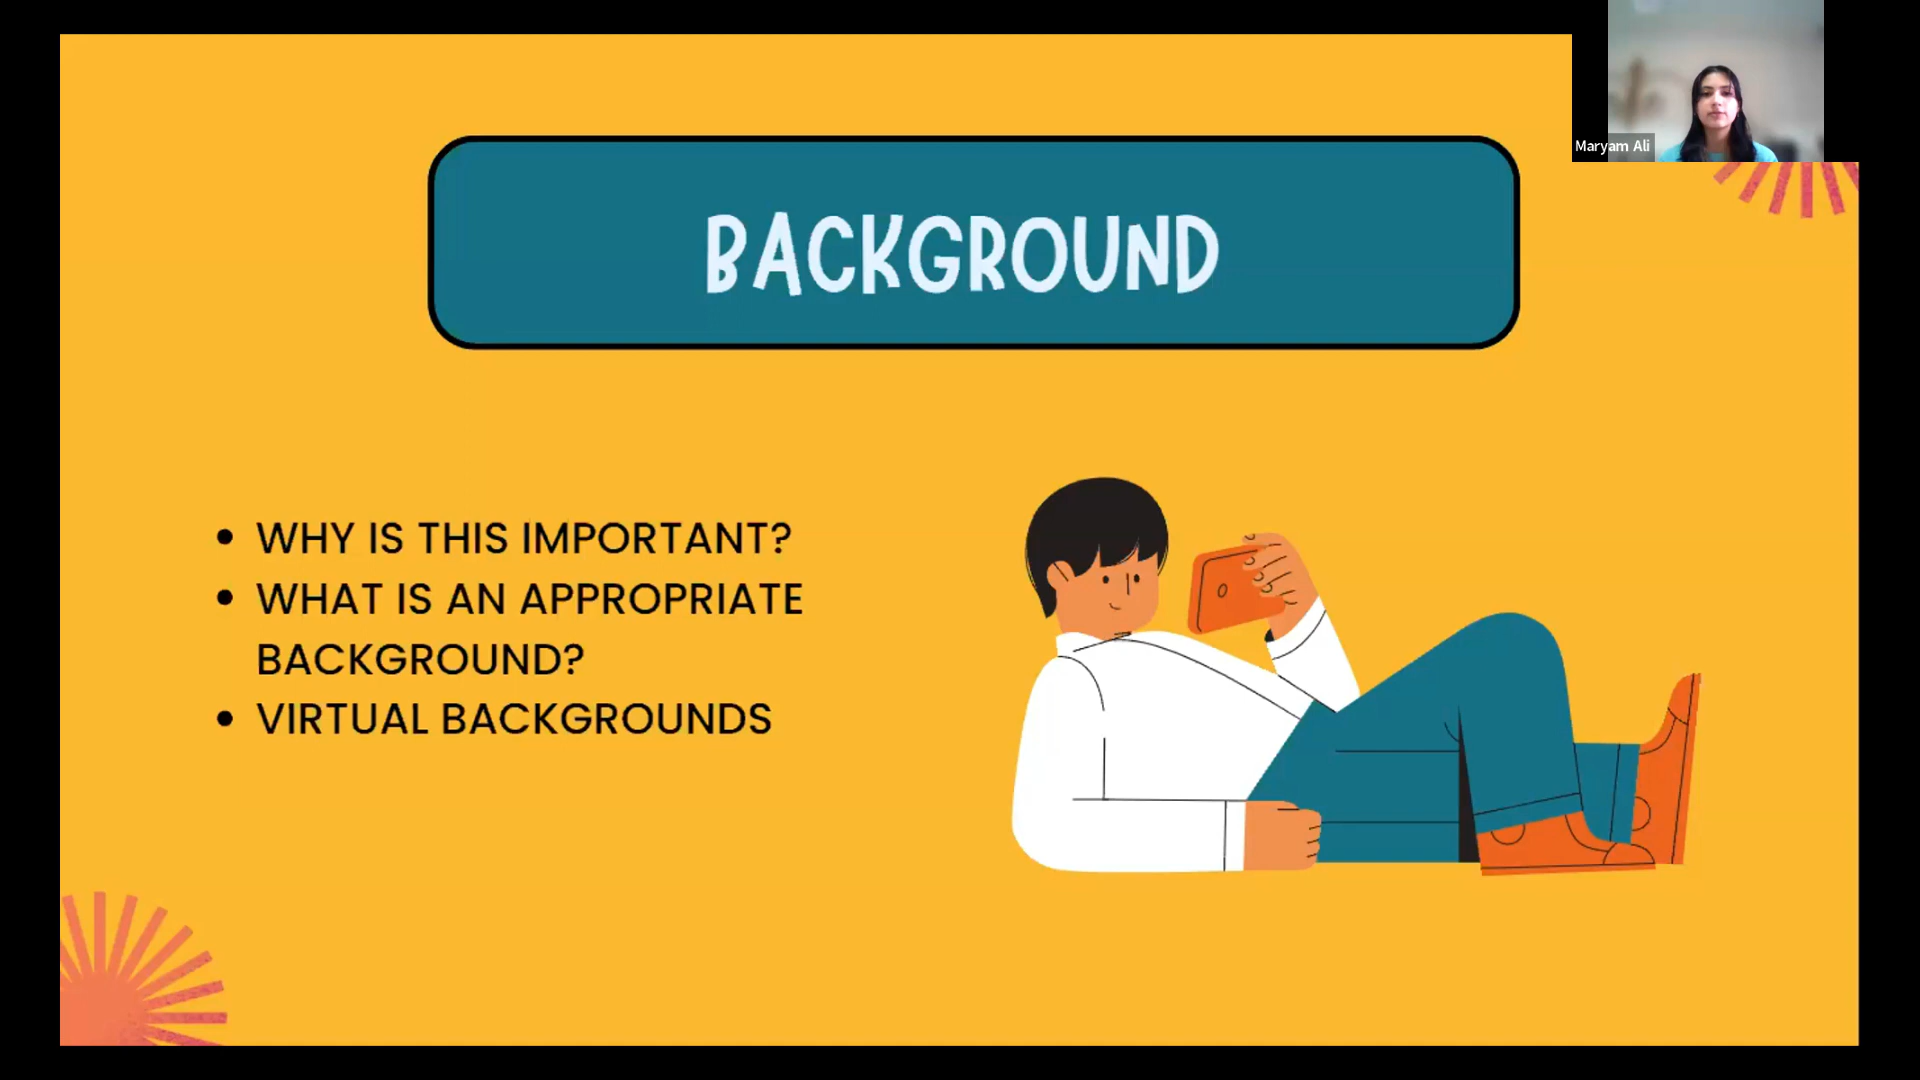 BACKGROUND
Maryam Ali
WHY IS THIS IMPORTANT?
WHAT IS AN APPROPRIATE
BACKGROUND?
VIRTUAL BACKGROUNDS